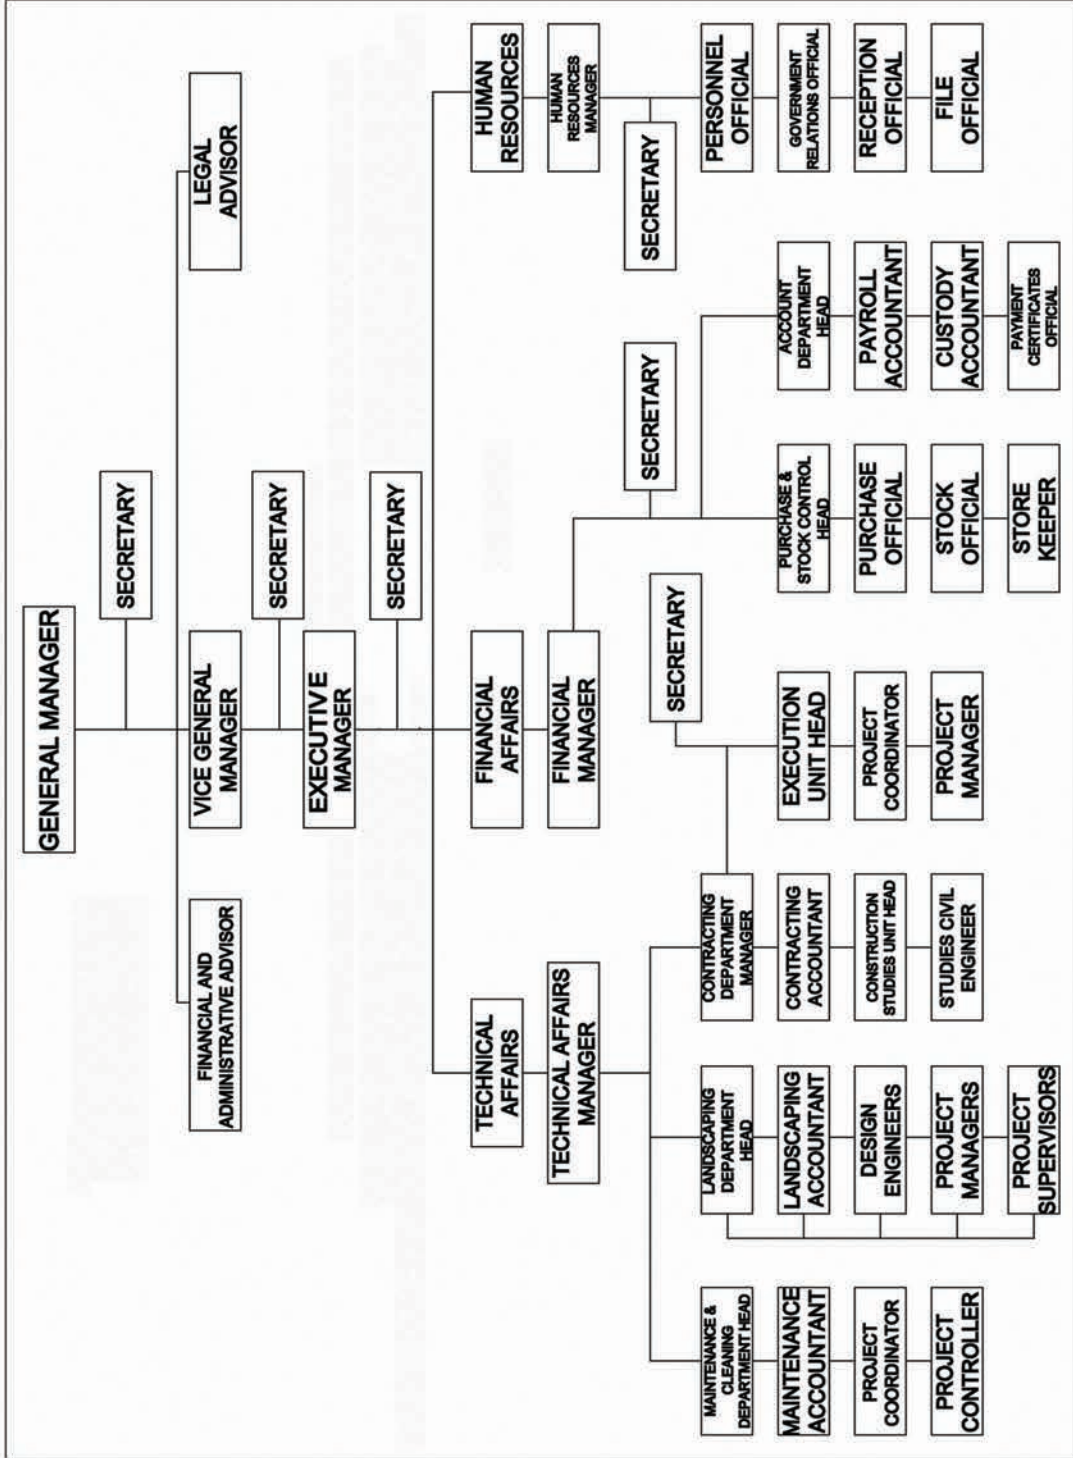 GENERAL MANAGER
SECRETARY
FINANCIAL AND
ADMINISTRATIVE ADVISOR
VICE GENERAL
MANAGER
LEGAL
ADVISOR
SECRETARY
EXECUTIVE
MANAGER
SECRETARY
TECHNICAL
AFFAIRS
FINANCIAL
AFFAIRS
HUMAN
RESOURCES
TECHNICAL AFFAIRS
MANAGER
FINANCIAL
MANAGER
HUMAN
RESOURCES
MANAGER
SECRETARY
SECRETARY
SECRETARY
MAINTENANCE &
CLEANING
DEPARTMENT HEAD
LANDSCAPING
DEPARTMENT
HEAD
CONTRACTING
DEPARTMENT
MANAGER
PERSONNEL
OFFICIAL
MAINTENANCE
ACCOUNTANT
LANDSCAPING
ACCOUNTANT
CONTRACTING
ACCOUNTANT
EXECUTION
UNIT HEAD
PURCHASE &
STOCK CONTROL
HEAD
ACCOUNT
DEPARTMENT
HEAD
GOVERNMENT
RELATIONS OFFICIAL
PROJECT
COORDINATOR
DESIGN
ENGINEERS
CONSTRUCTION
STUDIES UNIT HEAD
PROJECT
COORDINATOR
PURCHASE
OFFICIAL
PAYROLL
ACCOUNTANT
RECEPTION
OFFICIAL
PROJECT
CONTROLLER
PROJECT
MANAGERS
STUDIES CIVIL
ENGINEER
PROJECT
MANAGER
STOCK
OFFICIAL
CUSTODY
ACCOUNTANT
FILE
OFFICIAL
PROJECT
SUPERVISORS
STORE
KEEPER
PAYMENT
CERTIFICATES
OFFICIAL